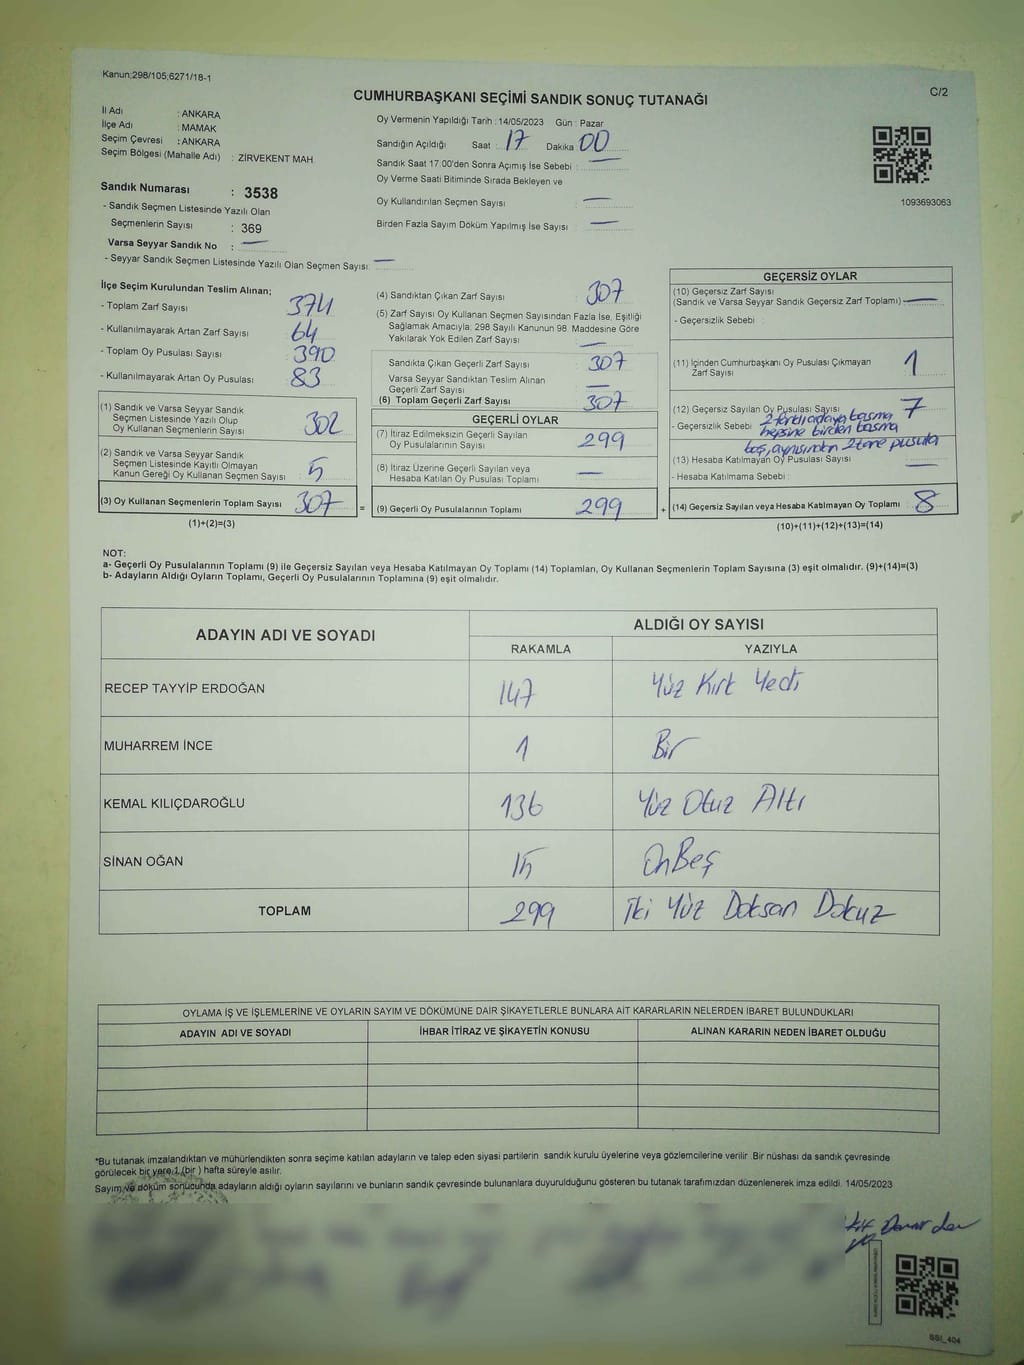 Kanun;298/105;6271/18-1
C/2
CUMHURBAŞKANI SEÇİMİ SANDIK SONUÇ TUTANAĞI
İl Adı : ANKARA
İlçe Adı : MAMAK
Seçim Çevresi : ANKARA
Seçim Bölgesi (Mahalle Adı) : ZİRVEKENT MAH.
Sandık Numarası : 3538
- Sandık Seçmen Listesinde Yazılı Olan
Seçmenlerin Sayısı : 369
Varsa Seyyar Sandık No : —
- Seyyar Sandık Seçmen Listesinde Yazılı Olan Seçmen Sayısı —
Oy Vermenin Yapıldığı Tarih : 14/05/2023 Gün : Pazar
Sandığın Açıldığı Saat : 17 Dakika 00
Sandık Saat 17:00'den Sonra Açılmış İse Sebebi : —
Oy Verme Saati Bitiminde Sırada Bekleyen ve
Oy Kullandırılan Seçmen Sayısı : —
Birden Fazla Sayım Döküm Yapılmış İse Sayısı : —
1093693063
İlçe Seçim Kurulundan Teslim Alınan;
- Toplam Zarf Sayısı : 374
- Kullanılmayarak Artan Zarf Sayısı : 64
- Toplam Oy Pusulası Sayısı : 390
- Kullanılmayarak Artan Oy Pusulası : 83
(1) Sandık ve Varsa Seyyar Sandık
Seçmen Listesinde Yazılı Olup
Oy Kullanan Seçmenlerin Sayısı : 302
(2) Sandık ve Varsa Seyyar Sandık
Seçmen Listesinde Kayıtlı Olmayan
Kanun Gereği Oy Kullanan Seçmen Sayısı : 5
(3) Oy Kullanan Seçmenlerin Toplam Sayısı : 307
(1)+(2)=(3)
(4) Sandıktan Çıkan Zarf Sayısı : 307
(5) Zarf Sayısı Oy Kullanan Seçmen Sayısından Fazla İse, Eşitliği
Sağlamak Amacıyla; 298 Sayılı Kanunun 98. Maddesine Göre
Yakılarak Yok Edilen Zarf Sayısı : —
Sandıkta Çıkan Geçerli Zarf Sayısı : 307
Varsa Seyyar Sandıktan Teslim Alınan
Geçerli Zarf Sayısı : —
(6) Toplam Geçerli Zarf Sayısı : 307
GEÇERLİ OYLAR
(7) İtiraz Edilmeksizin Geçerli Sayılan
Oy Pusulalarının Sayısı : 299
(8) İtiraz Üzerine Geçerli Sayılan veya
Hesaba Katılan Oy Pusulası Toplamı : —
= (9) Geçerli Oy Pusulalarının Toplamı : 299
GEÇERSİZ OYLAR
(10) Geçersiz Zarf Sayısı
(Sandık ve Varsa Seyyar Sandık Geçersiz Zarf Toplamı) —
- Geçersizlik Sebebi :
(11) İçinden Cumhurbaşkanı Oy Pusulası Çıkmayan
Zarf Sayısı : 1
(12) Geçersiz Sayılan Oy Pusulası Sayısı 7
- Geçersizlik Sebebi 2 farklı adaya basma
hepsine birden basma
boş, aynısından 2 tane pusula
(13) Hesaba Katılmayan Oy Pusulası Sayısı —
- Hesaba Katılmama Sebebi :
+ (14) Geçersiz Sayılan veya Hesaba Katılmayan Oy Toplamı : 8
(10)+(11)+(12)+(13)=(14)
NOT:
a- Geçerli Oy Pusulalarının Toplamı (9) ile Geçersiz Sayılan veya Hesaba Katılmayan Oy Toplamı (14) Toplamları, Oy Kullanan Seçmenlerin Toplam Sayısına (3) eşit olmalıdır. (9)+(14)=(3)
b- Adayların Aldığı Oyların Toplamı, Geçerli Oy Pusulalarının Toplamına (9) eşit olmalıdır.
ADAYIN ADI VE SOYADI ALDIĞI OY SAYISI
RAKAMLA YAZIYLA
RECEP TAYYİP ERDOĞAN 147 Yüz Kırk Yedi
MUHARREM İNCE 1 Bir
KEMAL KILIÇDAROĞLU 136 Yüz Otuz Altı
SİNAN OĞAN 15 OnBeş
TOPLAM 299 İki Yüz Doksan Dokuz
OYLAMA İŞ VE İŞLEMLERİNE VE OYLARIN SAYIM VE DÖKÜMÜNE DAİR ŞİKAYETLERLE BUNLARA AİT KARARLARIN NELERDEN İBARET BULUNDUKLARI
ADAYIN ADI VE SOYADI İHBAR İTİRAZ VE ŞİKAYETİN KONUSU ALINAN KARARIN NEDEN İBARET OLDUĞU
*Bu tutanak imzalandıktan ve mühürlendikten sonra seçime katılan adayların ve talep eden siyasi partilerin sandık kurulu üyelerine veya gözlemcilerine verilir. Bir nüshası da sandık çevresinde
görülecek bir yere 1 (bir ) hafta süreyle asılır.
Sayım ve döküm sonucunda adayların aldığı oyların sayılarını ve bunların sandık çevresinde bulunanlara duyurulduğunu gösteren bu tutanak tarafımızdan düzenlenerek imza edildi. 14/05/2023
SSI_404